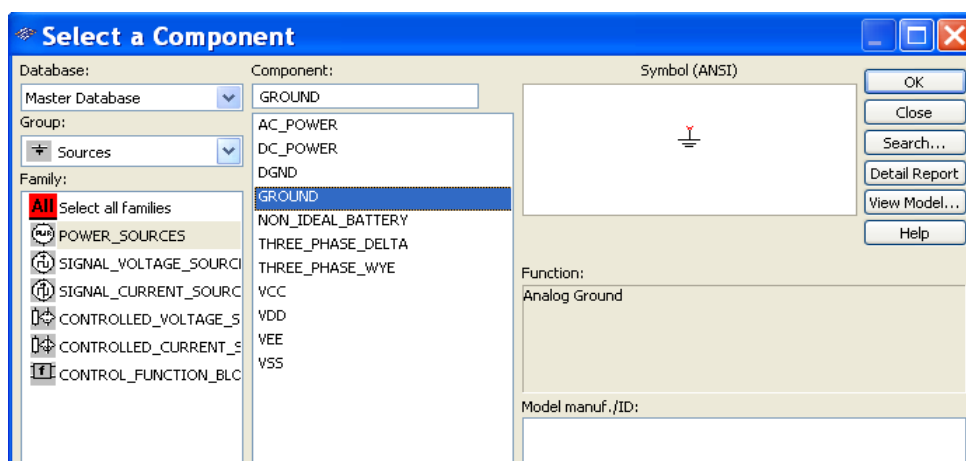 Select a Component
Database:
Master Database
Group:
Sources
Family:
All Select all families
POWER_SOURCES
SIGNAL_VOLTAGE_SOURC
SIGNAL_CURRENT_SOURC
CONTROLLED_VOLTAGE_S
CONTROLLED_CURRENT_S
CONTROL_FUNCTION_BLO
Component:
GROUND
AC_POWER
DC_POWER
DGND
GROUND
NON_IDEAL_BATTERY
THREE_PHASE_DELTA
THREE_PHASE_WYE
VCC
VDD
VEE
VSS
Symbol (ANSI)
Function:
Analog Ground
Model manuf./ID:
OK
Close
Search...
Detail Report
View Model...
Help